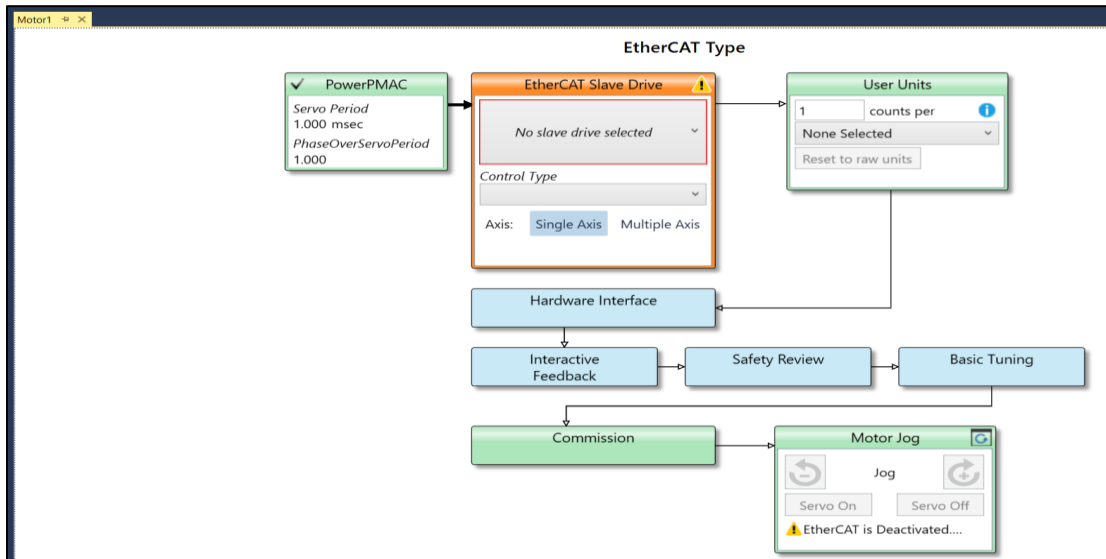 Motor1
EtherCAT Type
PowerPMAC
Servo Period
1.000 msec
PhaseOverServoPeriod
1.000
EtherCAT Slave Drive
No slave drive selected
Control Type
Axis: Single Axis Multiple Axis
User Units
1 counts per
None Selected
Reset to raw units
Hardware Interface
Interactive
Feedback
Safety Review
Basic Tuning
Commission
Motor Jog
Jog
Servo On Servo Off
EtherCAT is Deactivated....